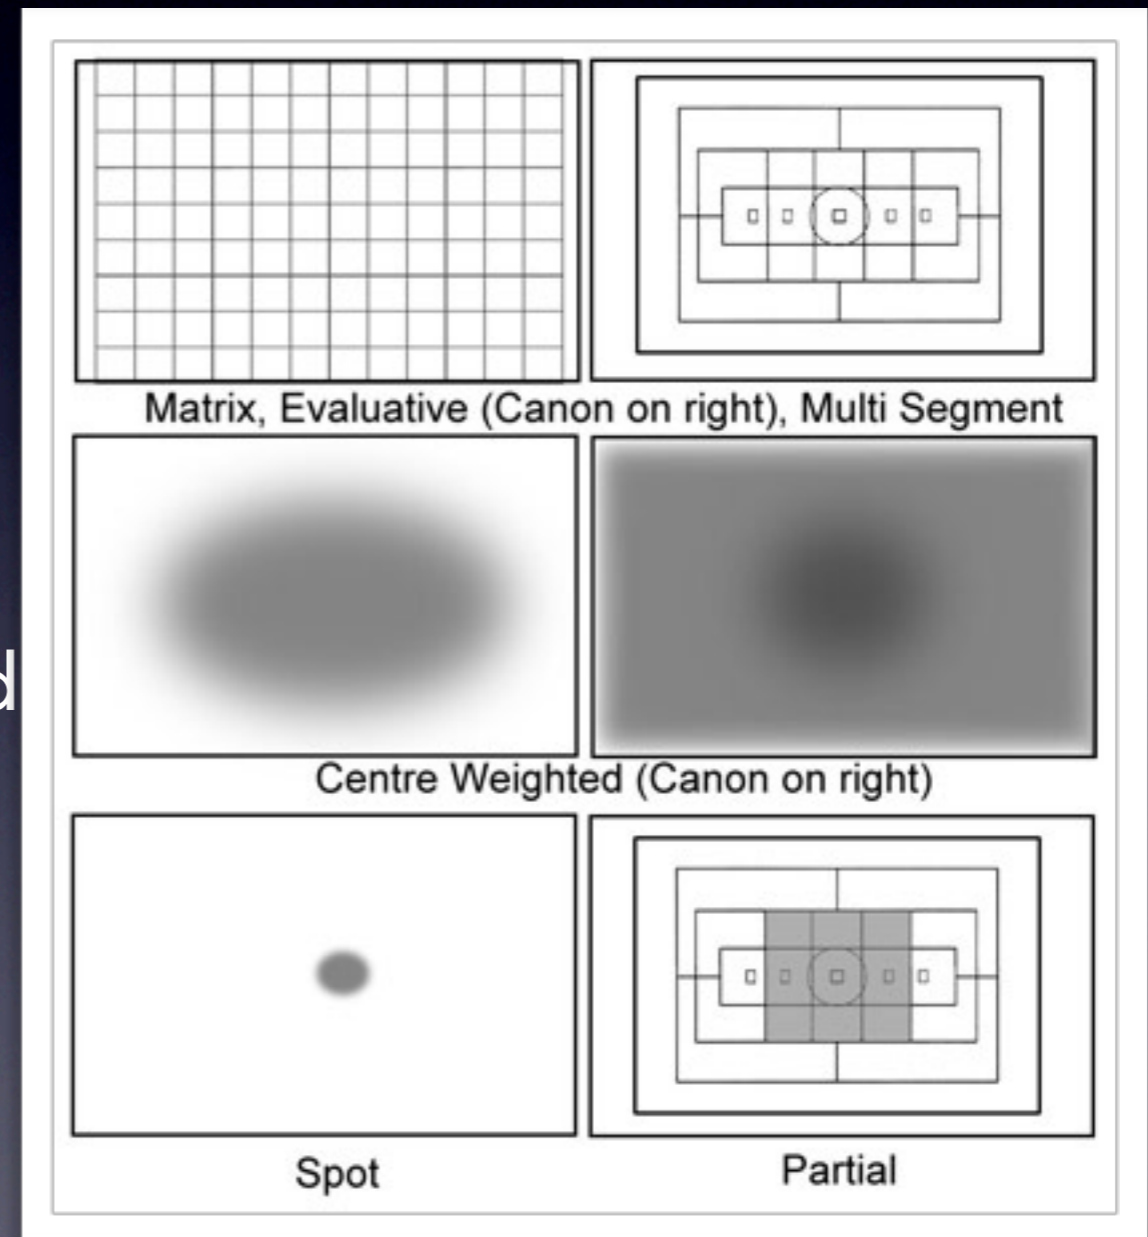 Matrix, Evaluative (Canon on right), Multi Segment
d
Centre Weighted (Canon on right)
Spot
Partial